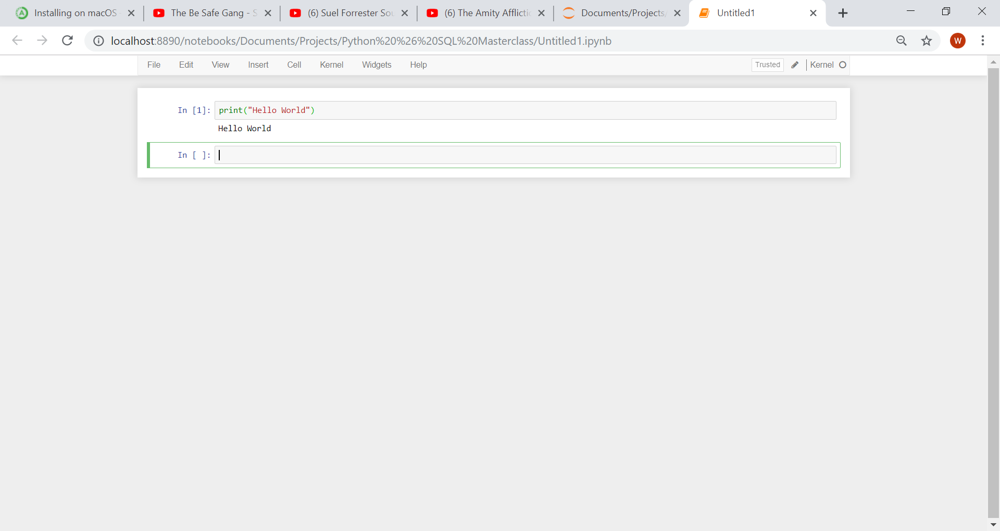 Installing on macOS
The Be Safe Gang - S
(6) Suel Forrester Sou
(6) The Amity Afflictio
Documents/Projects/
Untitled1
localhost:8890/notebooks/Documents/Projects/Python%20%26%20SQL%20Masterclass/Untitled1.ipynb
W
File Edit View Insert Cell Kernel Widgets Help Trusted Kernel
In [1]: print("Hello World")
Hello World
In [ ]: